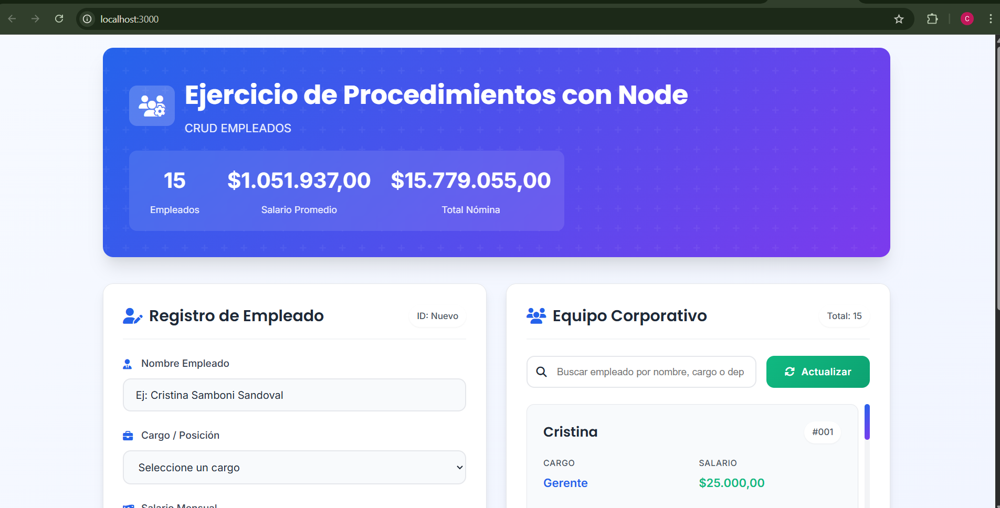 localhost:3000
C
Ejercicio de Procedimientos con Node
CRUD EMPLEADOS
15
Empleados
$1.051.937,00
Salario Promedio
$15.779.055,00
Total Nómina
Registro de Empleado
ID: Nuevo
Nombre Empleado
Ej: Cristina Samboni Sandoval
Cargo / Posición
Seleccione un cargo
Salario Mensual
Equipo Corporativo
Total: 15
Buscar empleado por nombre, cargo o dep
Actualizar
Cristina
#001
CARGO
Gerente
SALARIO
$25.000,00